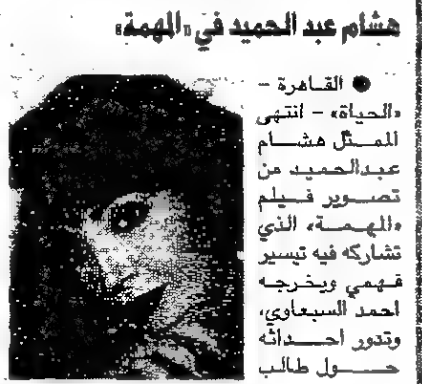 هشام عبد الحميد في «المهمة»
● القاهرة -
«الحياة» - انتهى
الممثل هشام
عبدالحميد من
تصوير فيلم
«المهمة» الذي
تشاركه فيه تيسير
فهمي ويخرجه
احمد السبعاوي،
وتدور احداثه
حول طالب